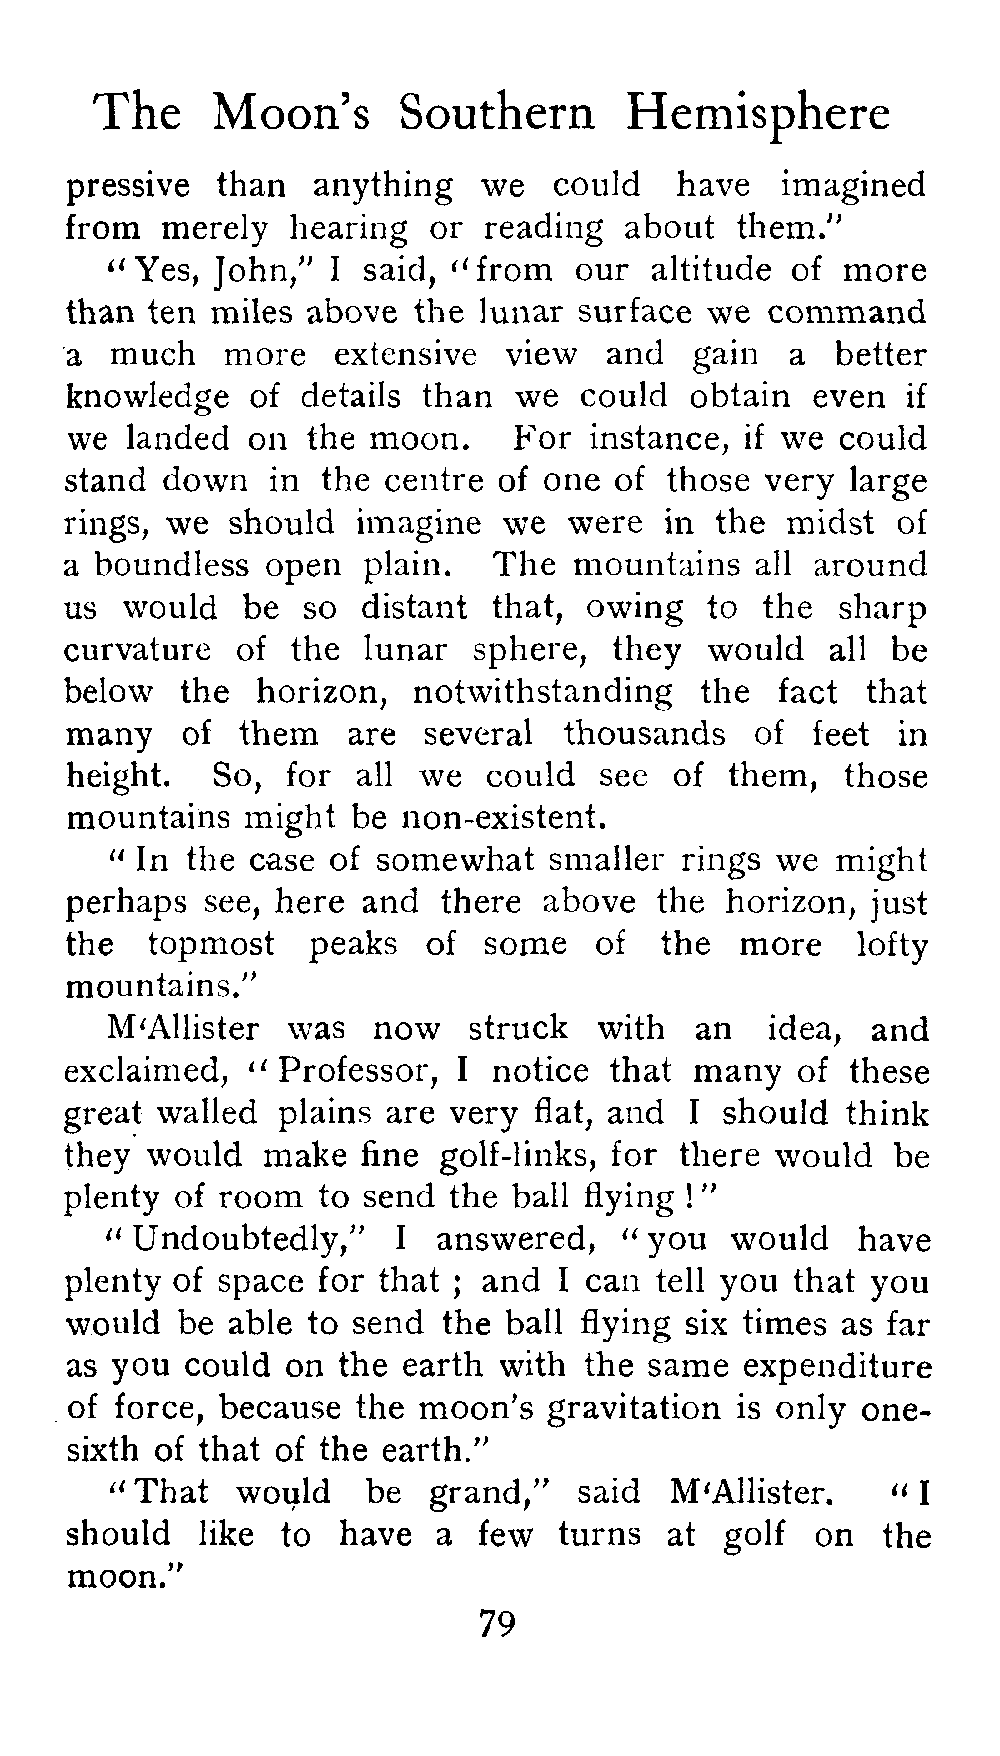 The Moon's Southern Hemisphere
pressive than anything we could have imagined
from merely hearing or reading about them."
"Yes, John," I said, "from our altitude of more
than ten miles above the lunar surface we command
a much more extensive view and gain a better
knowledge of details than we could obtain even if
we landed on the moon. For instance, if we could
stand down in the centre of one of those very large
rings, we should imagine we were in the midst of
a boundless open plain. The mountains all around
us would be so distant that, owing to the sharp
curvature of the lunar sphere, they would all be
below the horizon, notwithstanding the fact that
many of them are several thousands of feet in
height. So, for all we could see of them, those
mountains might be non-existent.
"In the case of somewhat smaller rings we might
perhaps see, here and there above the horizon, just
the topmost peaks of some of the more lofty
mountains."
M'Allister was now struck with an idea, and
exclaimed, "Professor, I notice that many of these
great walled plains are very flat, and I should think
they would make fine golf-links, for there would be
plenty of room to send the ball flying!"
"Undoubtedly," I answered, "you would have
plenty of space for that; and I can tell you that you
would be able to send the ball flying six times as far
as you could on the earth with the same expenditure
of force, because the moon's gravitation is only one-
sixth of that of the earth."
"That would be grand," said M'Allister. "I
should like to have a few turns at golf on the
moon."
79